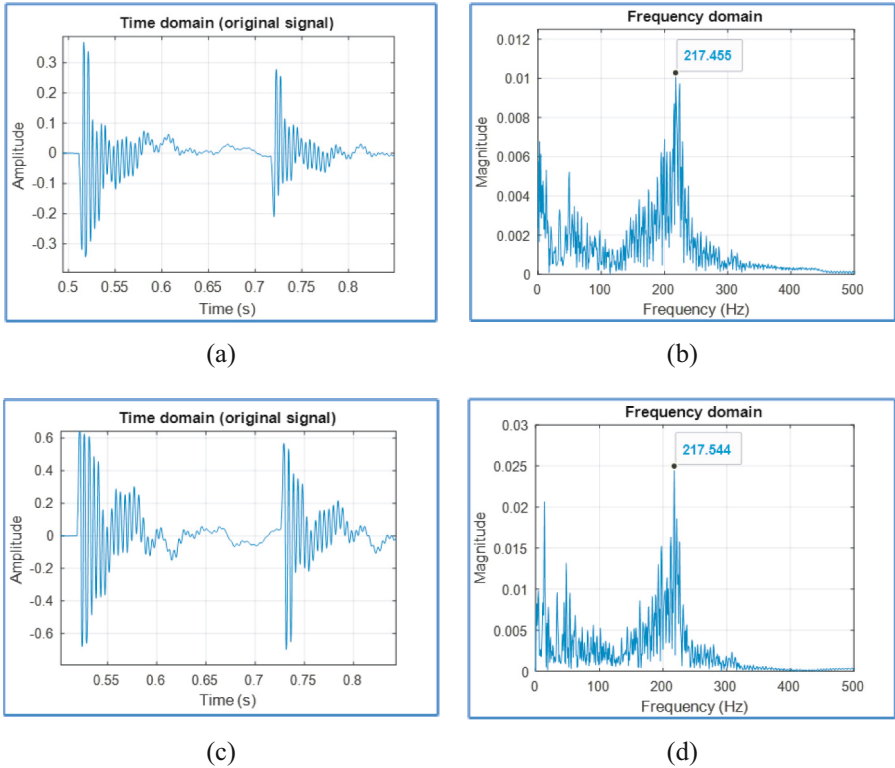 Time domain (original signal)
Amplitude
0.3
0.2
0.1
0
-0.1
-0.2
-0.3
0.5 0.55 0.6 0.65 0.7 0.75 0.8
Time (s)
(a)
Frequency domain
Magnitude
0.012
0.01
0.008
0.006
0.004
0.002
0
217.455
0 100 200 300 400 500
Frequency (Hz)
(b)
Time domain (original signal)
Amplitude
0.6
0.4
0.2
0
-0.2
-0.4
-0.6
0.55 0.6 0.65 0.7 0.75 0.8
Time (s)
(c)
Frequency domain
Magnitude
0.03
0.025
0.02
0.015
0.01
0.005
0
217.544
0 100 200 300 400 500
Frequency (Hz)
(d)